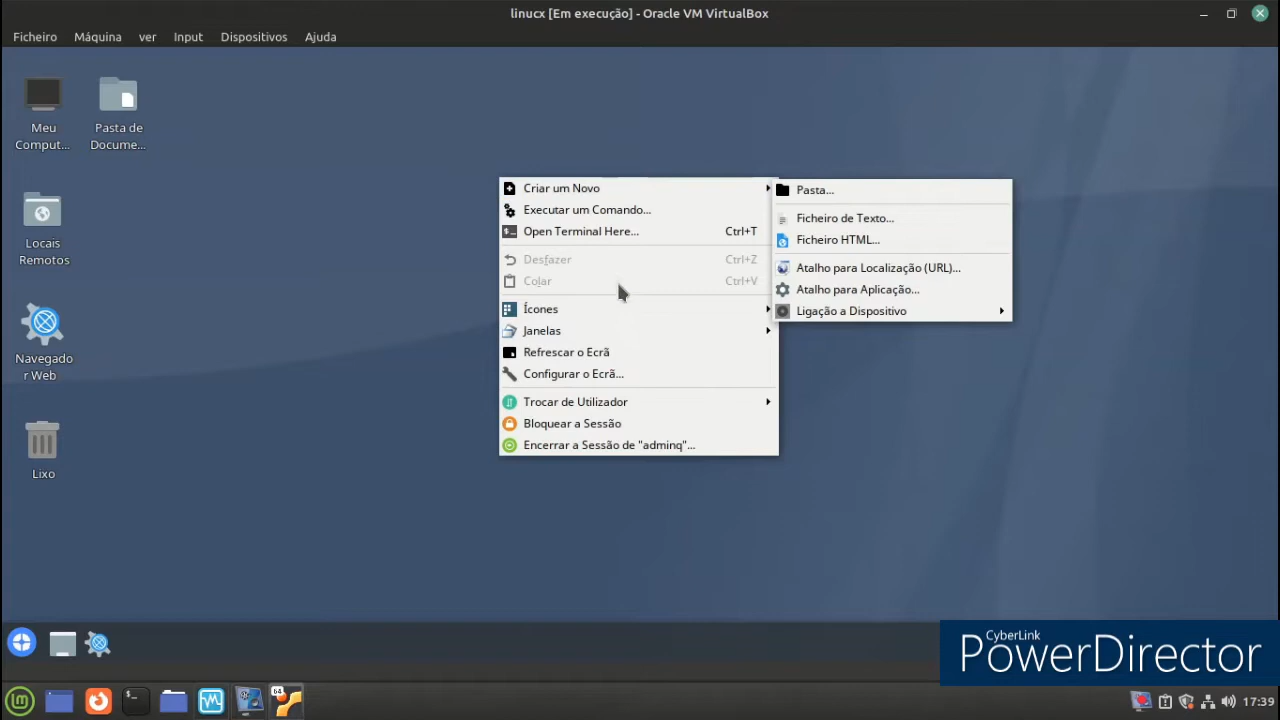 linucx [Em execução] - Oracle VM VirtualBox
Ficheiro Máquina ver Input Dispositivos Ajuda
Meu
Comput...
Pasta de
Docume...
Locais
Remotos
Navegado
r Web
Lixo
Criar um Novo
Executar um Comando...
Open Terminal Here... Ctrl+T
Desfazer Ctrl+Z
Colar Ctrl+V
Ícones
Janelas
Refrescar o Ecrã
Configurar o Ecrã...
Trocar de Utilizador
Bloquear a Sessão
Encerrar a Sessão de "adminq"...
Pasta...
Ficheiro de Texto...
Ficheiro HTML...
Atalho para Localização (URL)...
Atalho para Aplicação...
Ligação a Dispositivo
CyberLink
PowerDirector
64
17:39